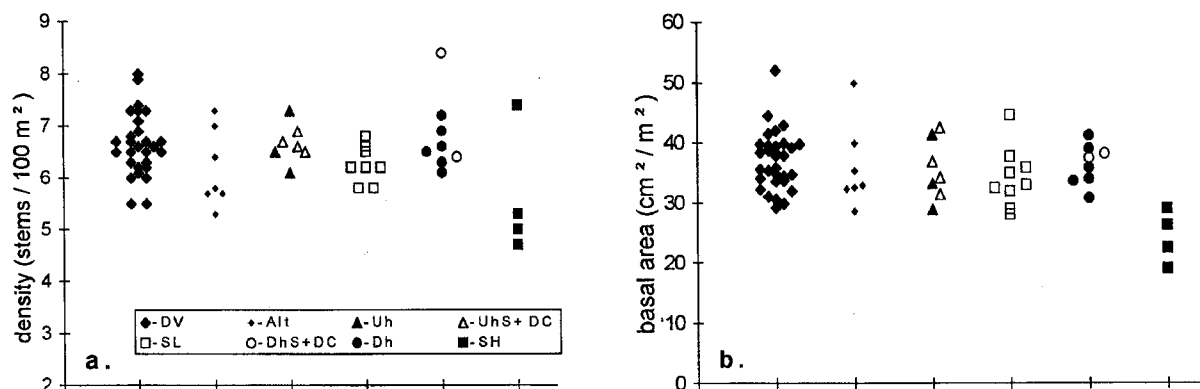 density (stems / 100 m²)
9
8
7
6
5
4
3
2
-DV
-Alt
-Uh
-UhS+ DC
-SL
-DhS+DC
-Dh
-SH
a.
basal area (cm² / m²)
60
50
40
30
20
10
0
b.